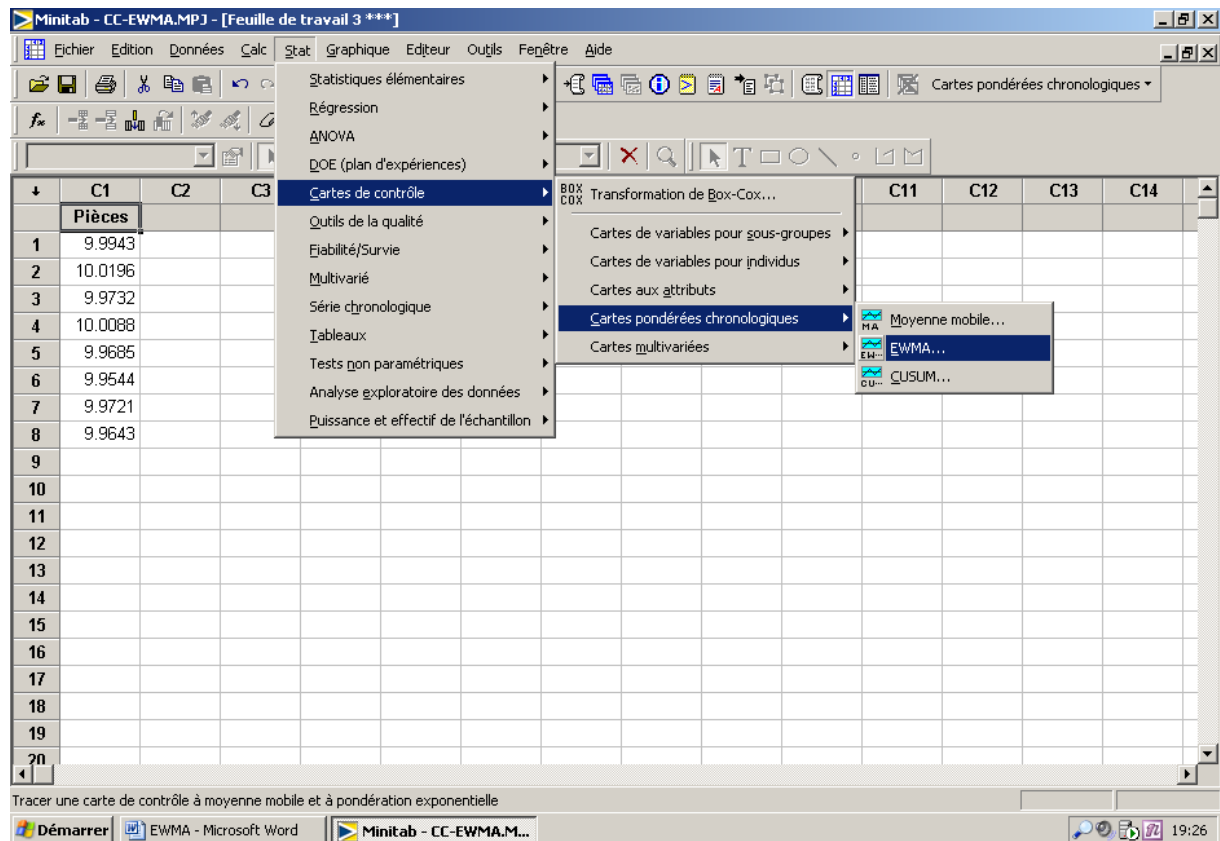 Minitab - CC-EWMA.MPJ - [Feuille de travail 3 ***]
Fichier Edition Données Calc Stat Graphique Editeur Outils Fenêtre Aide
Cartes pondérées chronologiques
Statistiques élémentaires
Régression
ANOVA
DOE (plan d'expériences)
Cartes de contrôle
Outils de la qualité
Fiabilité/Survie
Multivarié
Série chronologique
Tableaux
Tests non paramétriques
Analyse exploratoire des données
Puissance et effectif de l'échantillon
BOX COX Transformation de Box-Cox...
Cartes de variables pour sous-groupes
Cartes de variables pour individus
Cartes aux attributs
Cartes pondérées chronologiques
Cartes multivariées
MA Moyenne mobile...
EW... EWMA...
CU... CUSUM...
C1 C2 C3 C11 C12 C13 C14
Pièces
1 9.9943
2 10.0196
3 9.9732
4 10.0088
5 9.9685
6 9.9544
7 9.9721
8 9.9643
9
10
11
12
13
14
15
16
17
18
19
20
Tracer une carte de contrôle à moyenne mobile et à pondération exponentielle
Démarrer EWMA - Microsoft Word Minitab - CC-EWMA.M... 19:26